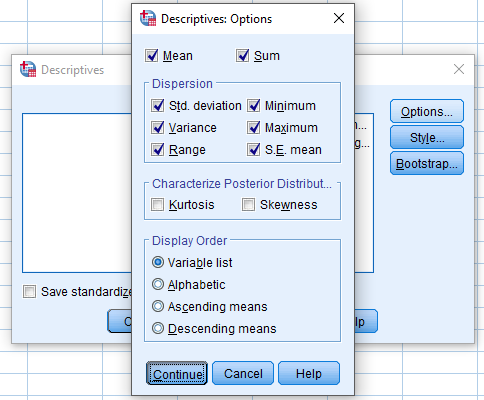 Descriptives: Options
Mean Sum
Descriptives
Dispersion
Std. deviation Minimum
Options...
Variance Maximum
Style...
Range S.E. mean
Bootstrap...
Characterize Posterior Distribut...
Kurtosis Skewness
Display Order
Variable list
Alphabetic
Save standardize
Ascending means
Descending means
Continue Cancel Help